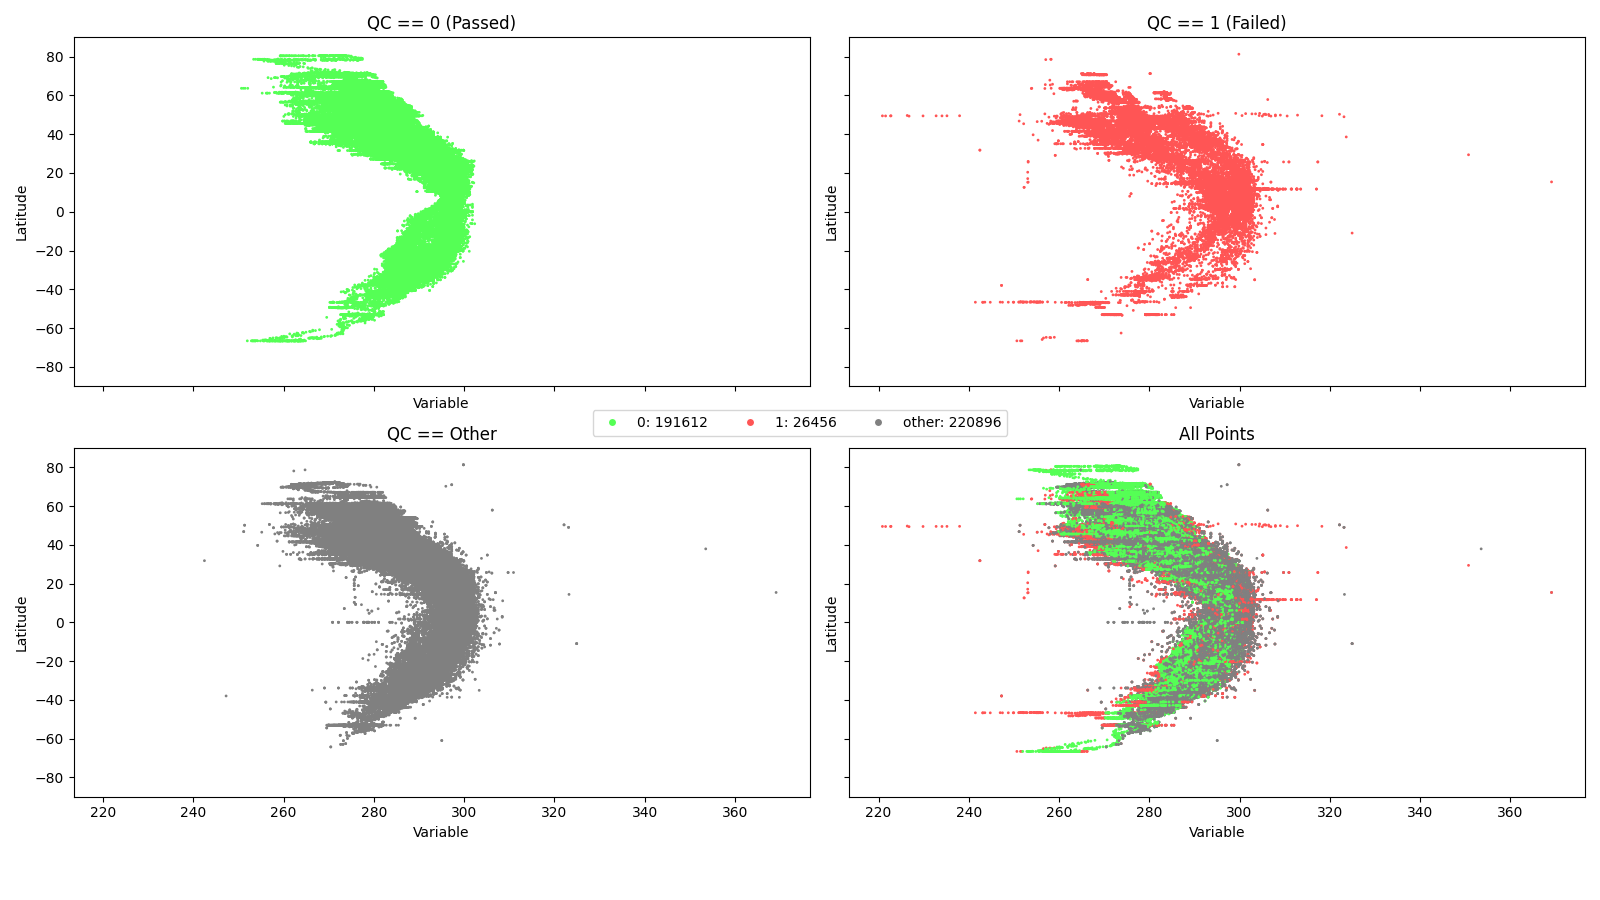 QC == 0 (Passed)
QC == 1 (Failed)
80
60
40
20
0
−20
−40
−60
−80
Latitude
Latitude
Variable
Variable
0: 191612 1: 26456 other: 220896
QC == Other
All Points
80
60
40
20
0
−20
−40
−60
−80
Latitude
Latitude
220 240 260 280 300 320 340 360
220 240 260 280 300 320 340 360
Variable
Variable